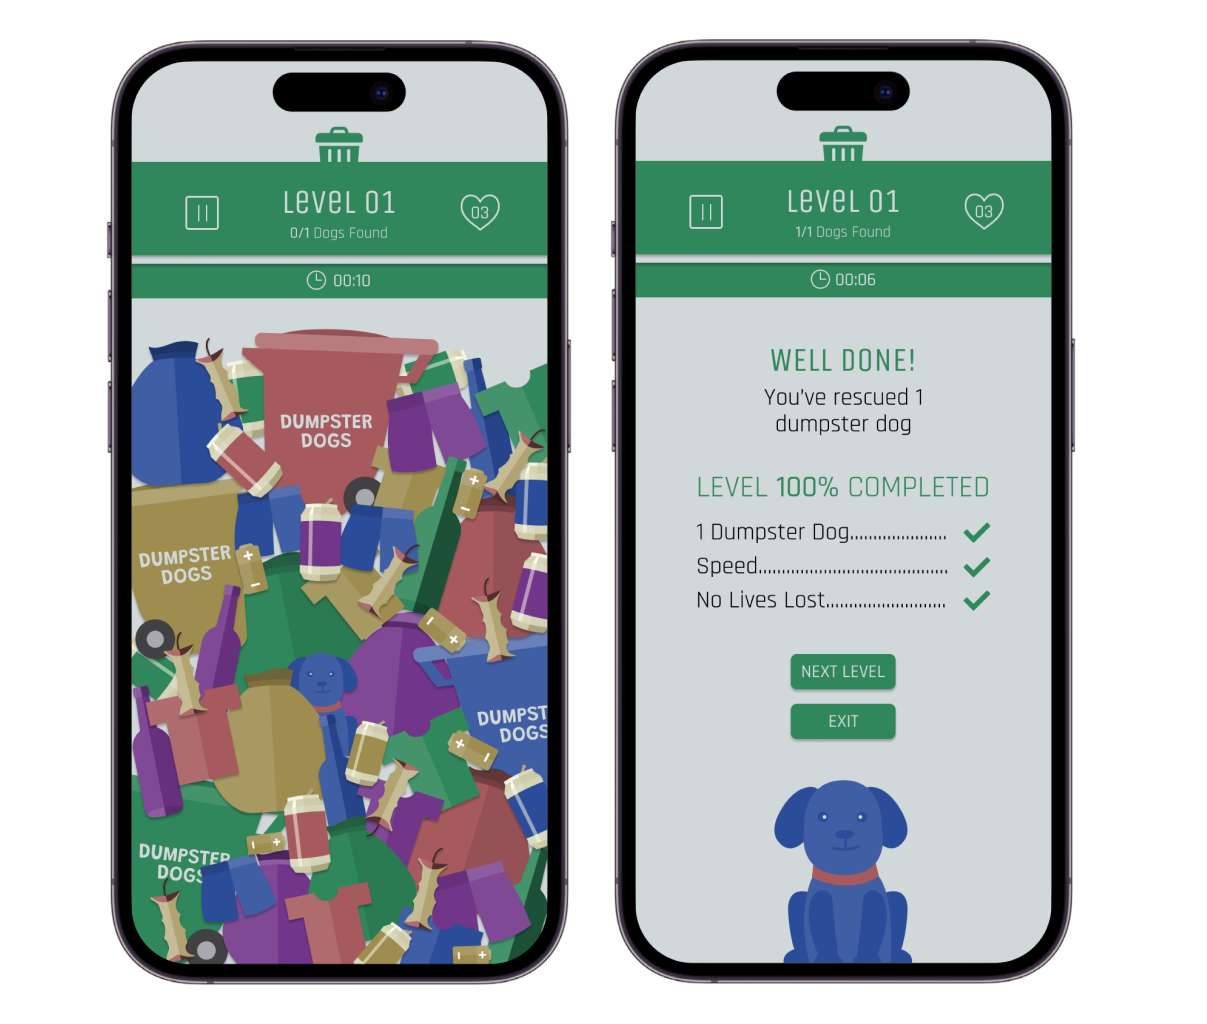 Level 01
0/1 Dogs Found
03
00:10
DUMPSTER
DOGS
DUMPSTER
DOGS
DUMPST
DOGS
DUMPSTER
DOGS
Level 01
1/1 Dogs Found
03
00:06
WELL DONE!
You've rescued 1
dumpster dog
LEVEL 100% COMPLETED
1 Dumpster Dog......................
Speed...........................................
No Lives Lost...........................
NEXT LEVEL
EXIT